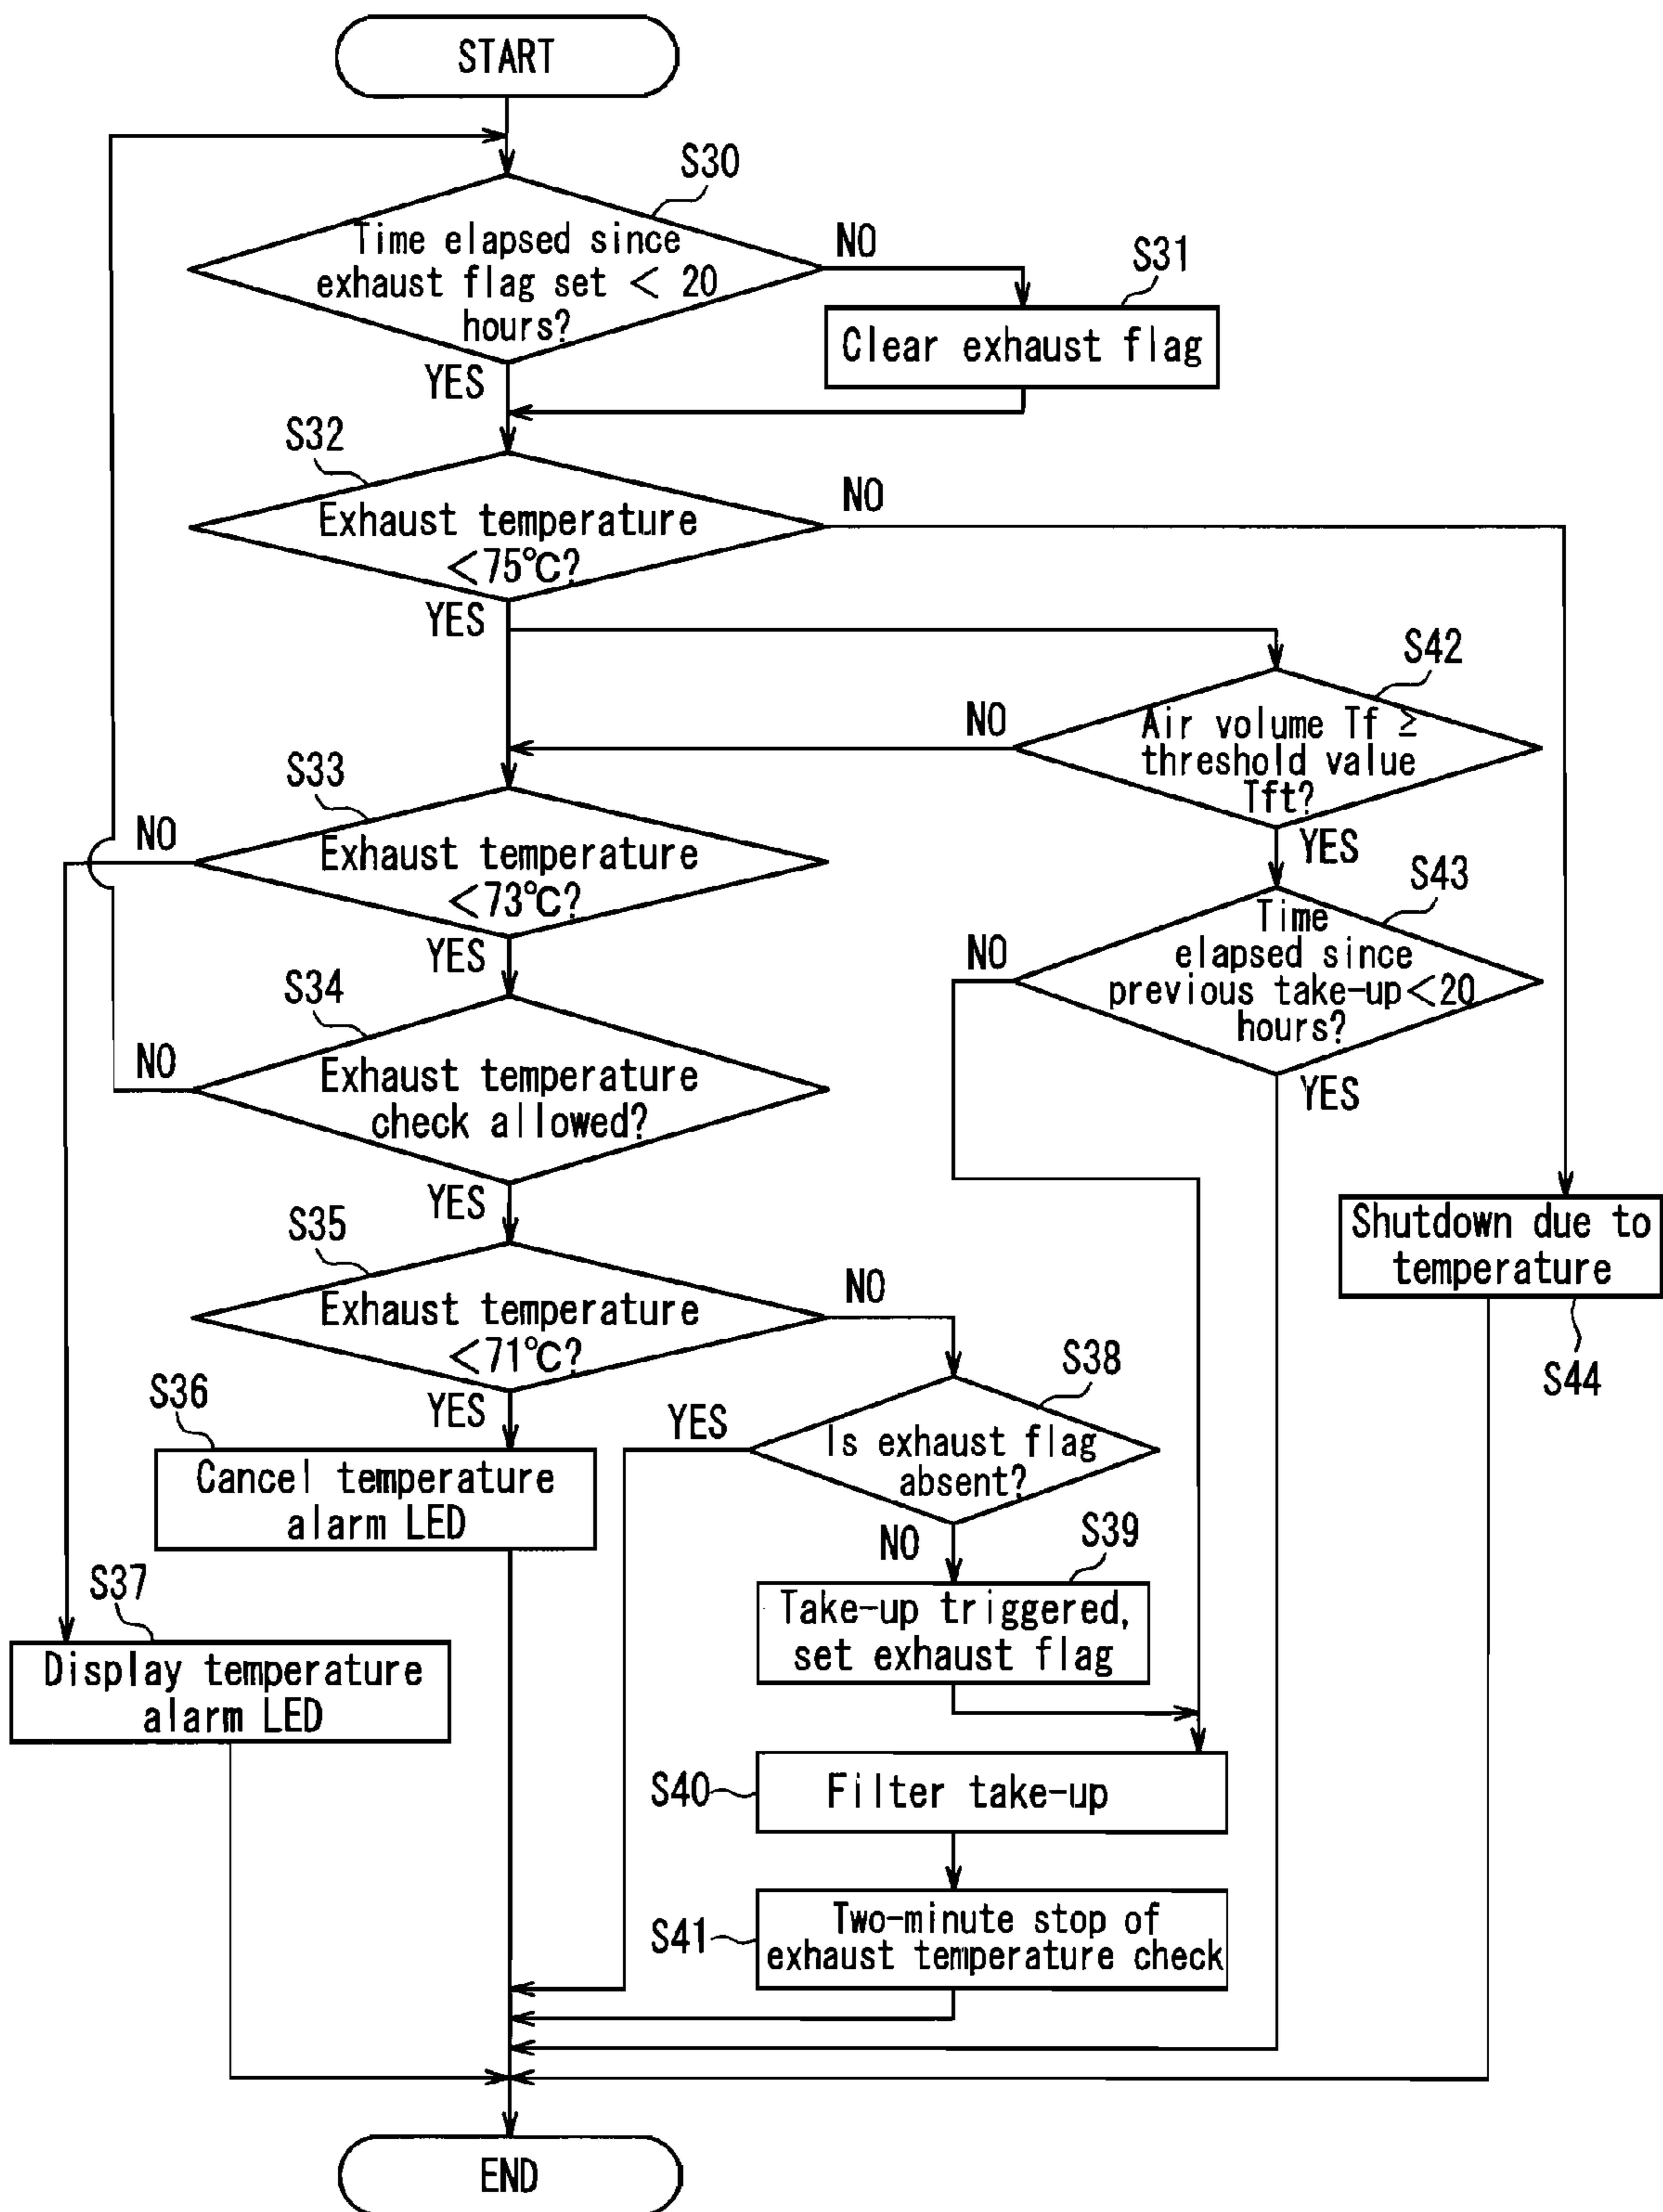 START
S30
Time elapsed since
exhaust flag set < 20
hours?
NO
S31
Clear exhaust flag
YES
S32
Exhaust temperature
<75℃?
NO
YES
S42
Air volume Tf ≥
threshold value
Tft?
NO
YES
S33
Exhaust temperature
<73℃?
NO
YES
S43
Time
elapsed since
previous take-up<20
hours?
NO
YES
S34
Exhaust temperature
check allowed?
NO
YES
Shutdown due to
temperature
S44
S35
Exhaust temperature
<71℃?
NO
YES
S38
Is exhaust flag
absent?
YES
NO
S36
Cancel temperature
alarm LED
S39
Take-up triggered,
set exhaust flag
S37
Display temperature
alarm LED
S40
Filter take-up
S41
Two-minute stop of
exhaust temperature check
END